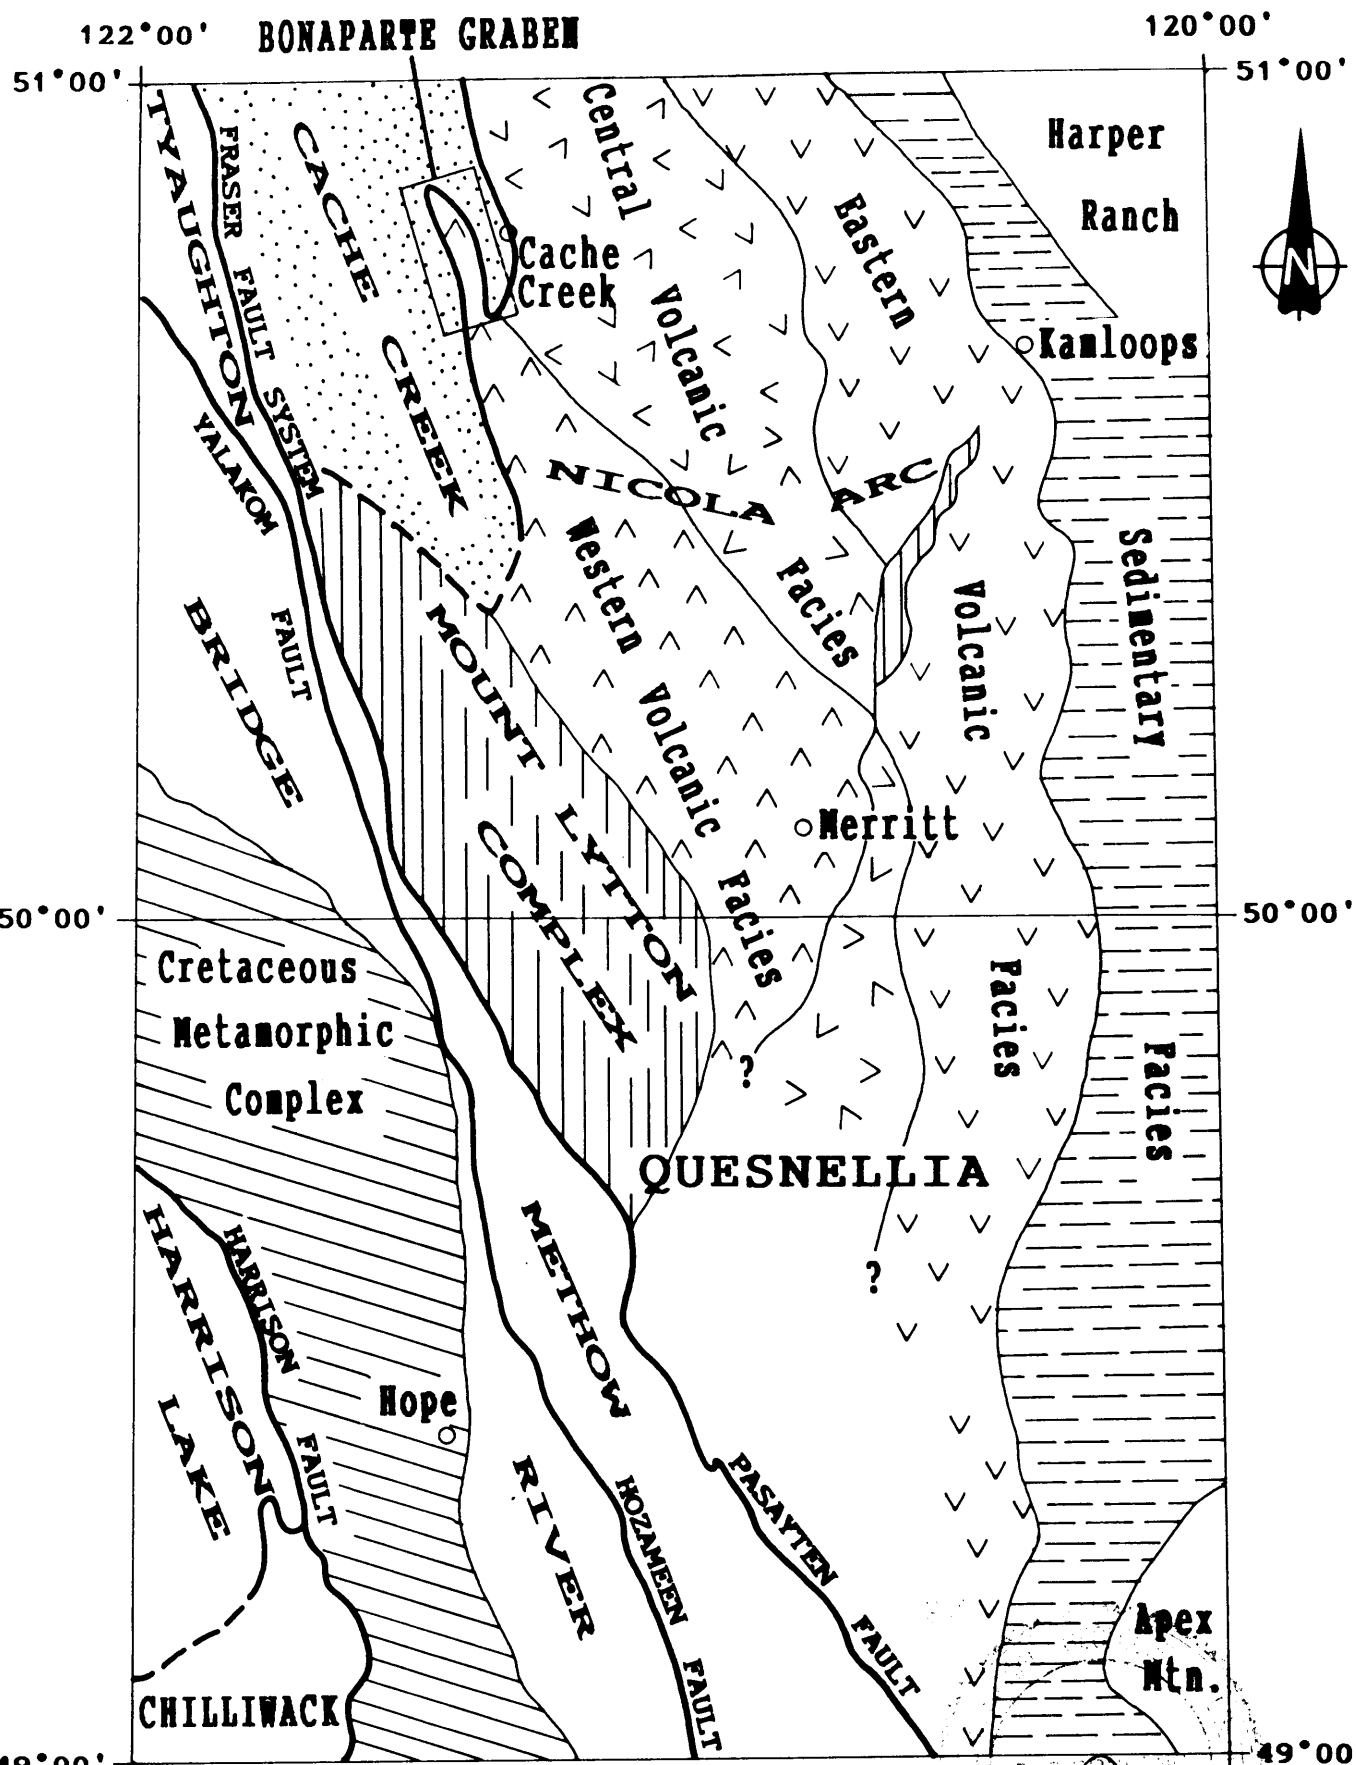 122°00'
BONAPARTE GRABEN
120°00'
51°00'
51°00'
TYAUGHTON
FRASER FAULT SYSTEM
CACHE CREEK
Central Volcanic Facies
Eastern Volcanic Facies
Harper
Ranch
N
Cache
Creek
Kamloops
YALAKOM FAULT
NICOLA ARC
Western Volcanic Facies
Sedimentary Facies
BRIDGE RIVER
MOUNT LYTTON
COMPLEX
Merritt
50°00'
50°00'
Cretaceous
Metamorphic
Complex
?
QUESNELLIA
?
METHOW
HARRISON
LAKE
HARRISON FAULT
Hope
HOZAMEEN FAULT
PASAYTEN FAULT
Apex
Mtn.
CHILLIWACK
49°00